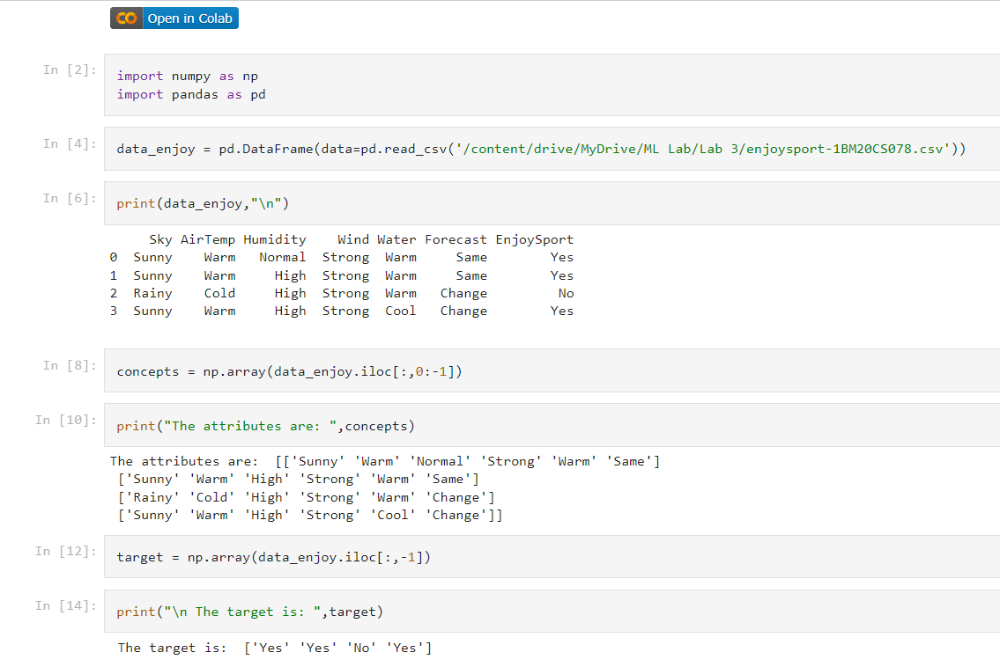 CO Open in Colab
In [2]:
import numpy as np
import pandas as pd
In [4]:
data_enjoy = pd.DataFrame(data=pd.read_csv('/content/drive/MyDrive/ML Lab/Lab 3/enjoysport-1BM20CS078.csv'))
In [6]:
print(data_enjoy,"\n")
Sky AirTemp Humidity Wind Water Forecast EnjoySport
0 Sunny Warm Normal Strong Warm Same Yes
1 Sunny Warm High Strong Warm Same Yes
2 Rainy Cold High Strong Warm Change No
3 Sunny Warm High Strong Cool Change Yes
In [8]:
concepts = np.array(data_enjoy.iloc[:,0:-1])
In [10]:
print("The attributes are: ",concepts)
The attributes are:  [['Sunny' 'Warm' 'Normal' 'Strong' 'Warm' 'Same']
['Sunny' 'Warm' 'High' 'Strong' 'Warm' 'Same']
['Rainy' 'Cold' 'High' 'Strong' 'Warm' 'Change']
['Sunny' 'Warm' 'High' 'Strong' 'Cool' 'Change']]
In [12]:
target = np.array(data_enjoy.iloc[:,-1])
In [14]:
print("\n The target is: ",target)
The target is:  ['Yes' 'Yes' 'No' 'Yes']